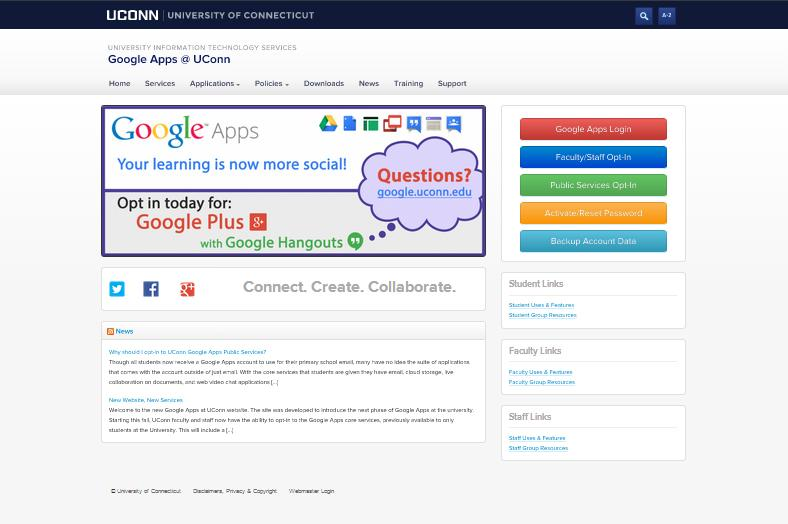 UCONN | UNIVERSITY OF CONNECTICUT
A-Z
UNIVERSITY INFORMATION TECHNOLOGY SERVICES
Google Apps @ UConn
Home Services Applications Policies Downloads News Training Support
Google™ Apps
Your learning is now more social!
Questions?
google.uconn.edu
Opt in today for:
Google Plus g+
with Google Hangouts
Google Apps Login
Faculty/Staff Opt-In
Public Services Opt-In
Activate/Reset Password
Backup Account Data
Connect. Create. Collaborate.
Student Links
Student Uses & Features
Student Group Resources
News
Why should I opt-in to UConn Google Apps Public Services?
Though all students now receive a Google Apps account to use for their primary school email, many have no idea the suite of applications
that comes with the account outside of just email. With the core services that students are given they have email, cloud storage, live
collaboration on documents, and web video chat applications [...]
New Website, New Services
Welcome to the new Google Apps at UConn website. The site was developed to introduce the next phase of Google Apps at the university.
Starting this fall, UConn faculty and staff now have the ability to opt-in to the Google Apps core services, previously available to only
students at the University. This will include a [...]
Faculty Links
Faculty Uses & Features
Faculty Group Resources
Staff Links
Staff Uses & Features
Staff Group Resources
© University of Connecticut Disclaimers, Privacy & Copyright Webmaster Login